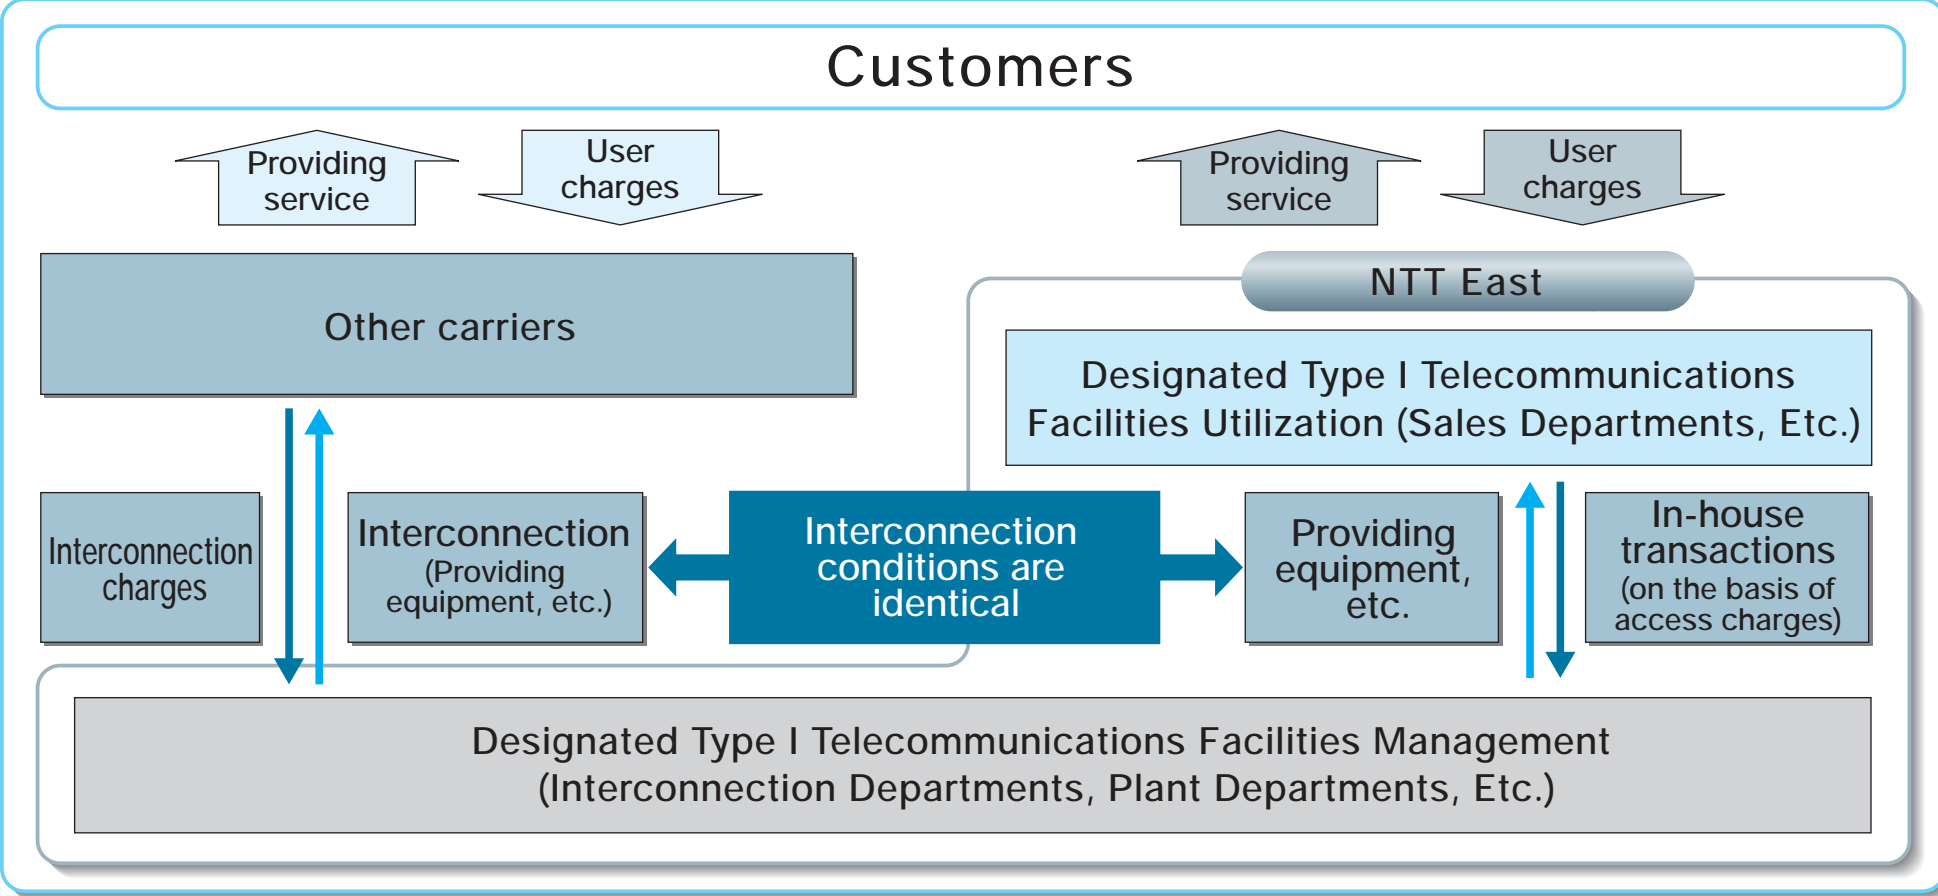 Customers
Providing
service
User
charges
Providing
service
User
charges
Other carriers
NTT East
Designated Type I Telecommunications
Facilities Utilization (Sales Departments, Etc.)
Interconnection
charges
Interconnection
(Providing
equipment, etc.)
Interconnection
conditions are
identical
Providing
equipment,
etc.
In-house
transactions
(on the basis of
access charges)
Designated Type I Telecommunications Facilities Management
(Interconnection Departments, Plant Departments, Etc.)